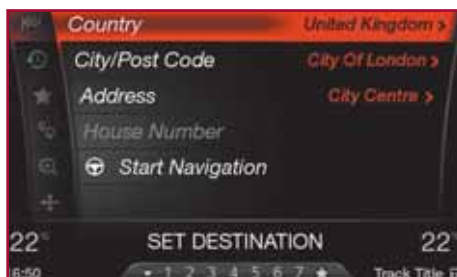 Country United Kingdom >
City/Post Code City Of London >
Address City Centre >
House Number
Start Navigation
22° SET DESTINATION 22°
6:50 1 2 3 4 5 6 7 Track Title